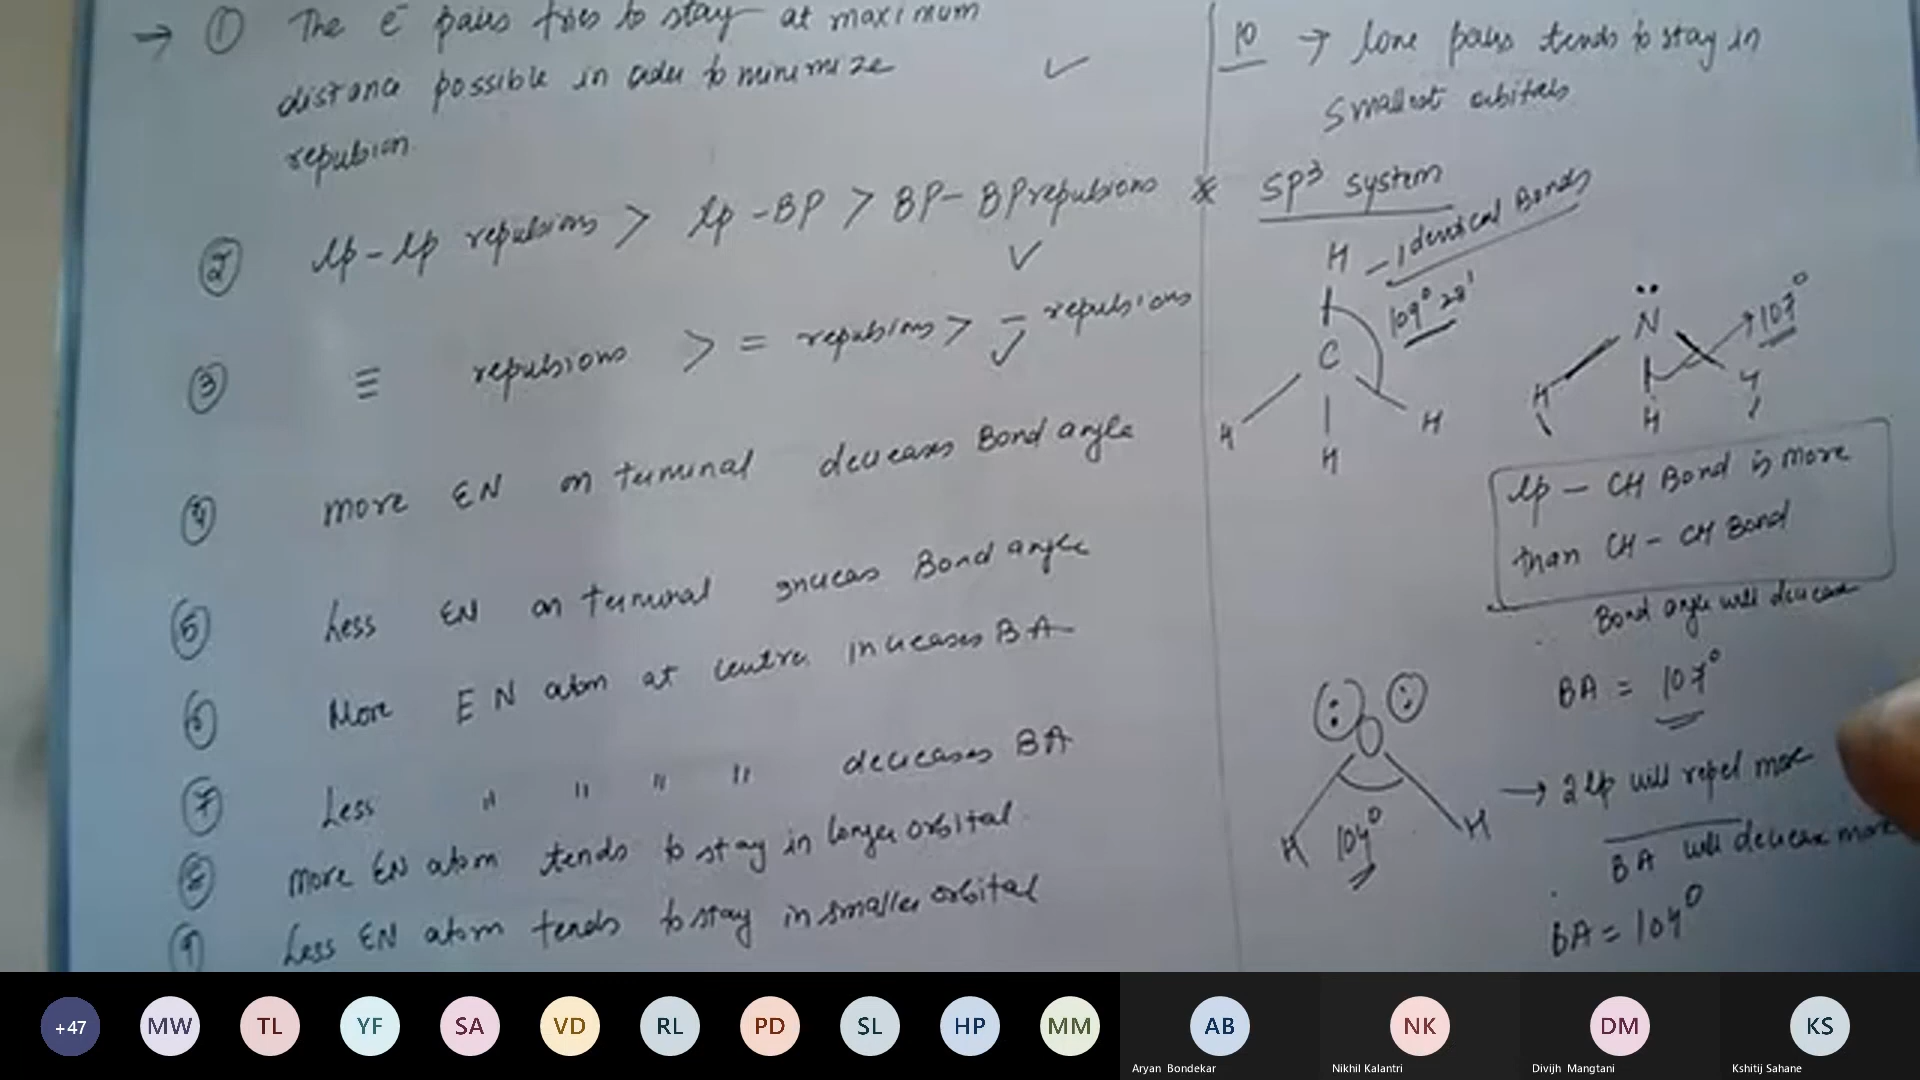 → ① The e⁻ pairs tries to stay at maximum
distance possible in order to minimize
repulsion.
② lp-lp repulsions > lp-BP > BP-BP repulsions
③ ≡ repulsions > = repulsions > - repulsions
④ more EN on terminal decreases Bond angle
⑤ Less EN on terminal increases Bond angle
⑥ More EN atom at centre increases BA
⑦ Less " " " " decreases BA
⑧ more EN atom tends to stay in longer orbital.
⑨ Less EN atom tends to stay in smaller orbital
10 → lone pairs tends to stay in
smallest orbitals
* SP³ system
H - identical Bonds
109° 28'
C
H H
H
N
107°
H H H
lp - CH Bond is more
than CH - CH Bond
∴ Bond angle will decrease
BA = 107°
O
H 104° H
→ 2 lp will repel more
BA will decrease more
∴ BA = 104°
+47 MW TL YF SA VD RL PD SL HP MM AB NK DM KS
Aryan Bondekar Nikhil Kalantri Divijh Mangtani Kshitij Sahane